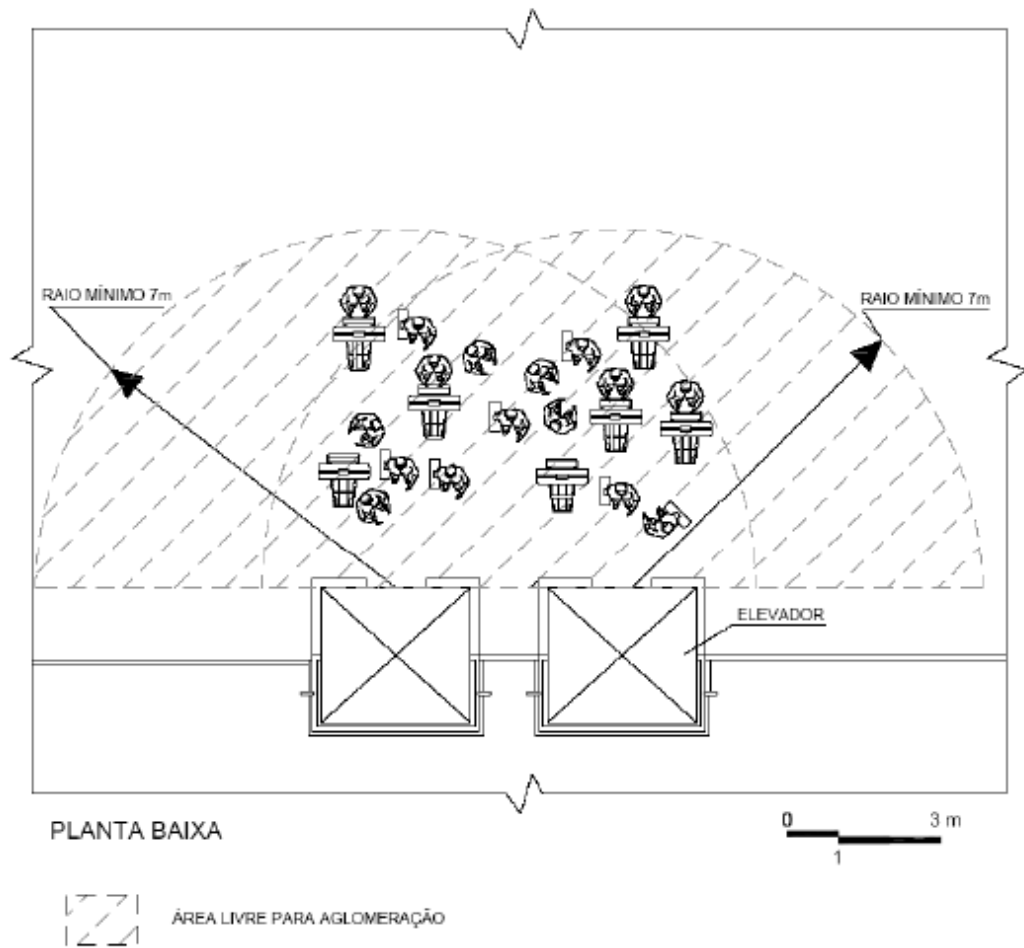 RAIO MÍNIMO 7m
RAIO MÍNIMO 7m
ELEVADOR
PLANTA BAIXA
0
3 m
1
ÁREA LIVRE PARA AGLOMERAÇÃO